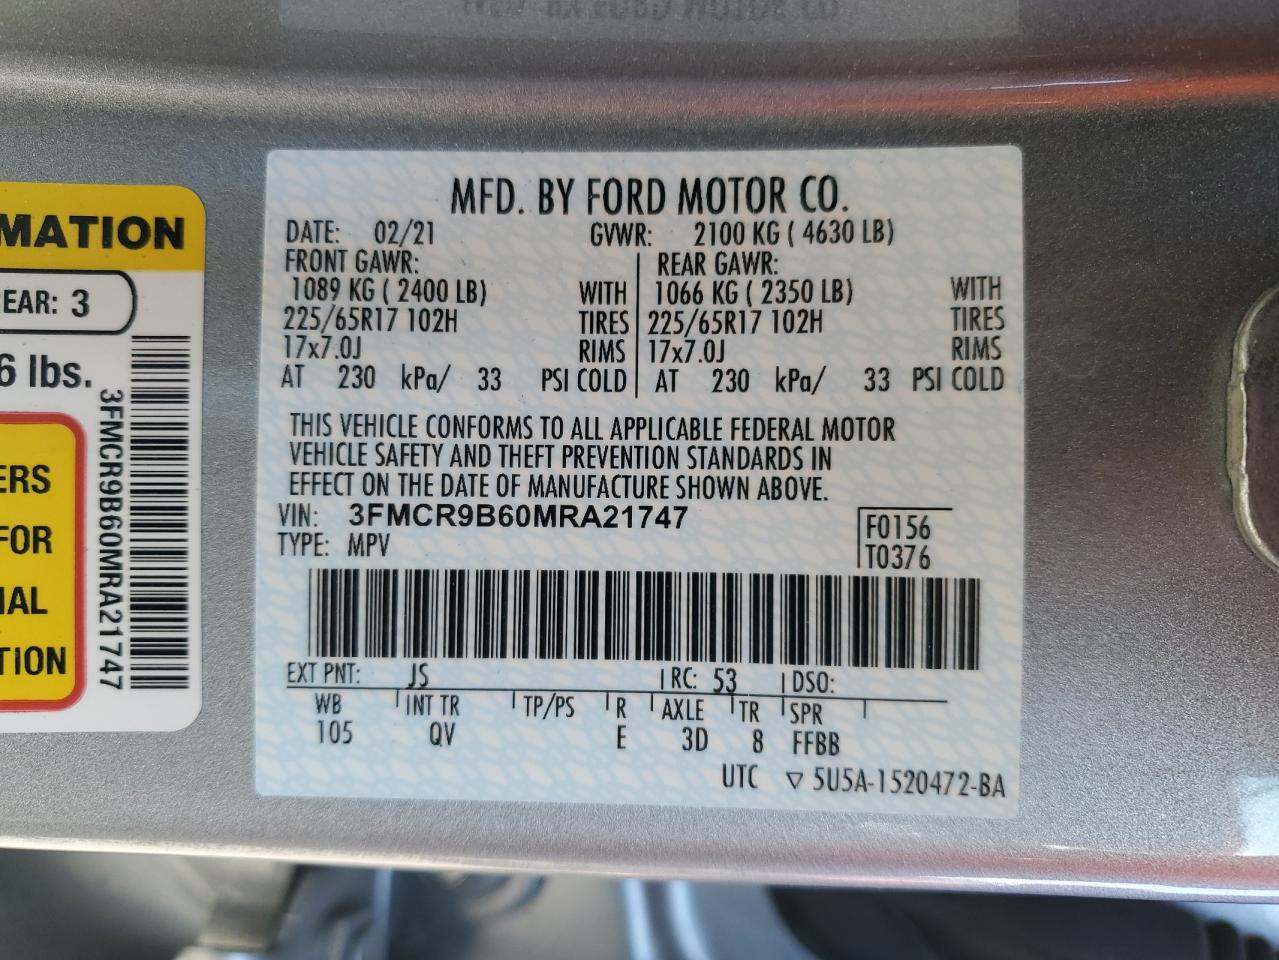 MFD. BY FORD MOTOR CO.
DATE: 02/21 GVWR: 2100 KG ( 4630 LB)
FRONT GAWR: REAR GAWR:
1089 KG ( 2400 LB) WITH 1066 KG ( 2350 LB) WITH
225/65R17 102H TIRES 225/65R17 102H TIRES
17x7.0J RIMS 17x7.0J RIMS
AT 230 kPa/ 33 PSI COLD AT 230 kPa/ 33 PSI COLD
THIS VEHICLE CONFORMS TO ALL APPLICABLE FEDERAL MOTOR
VEHICLE SAFETY AND THEFT PREVENTION STANDARDS IN
EFFECT ON THE DATE OF MANUFACTURE SHOWN ABOVE.
VIN: 3FMCR9B60MRA21747 F0156
TYPE: MPV T0376
EXT PNT: JS RC: 53 DSO:
WB INT TR TP/PS R AXLE TR SPR
105 QV E 3D 8 FFBB
UTC ▽ 5U5A-1520472-BA
MATION
EAR: 3
6 lbs.
ERS
FOR
IAL
TION
3FMCR9B60MRA21747